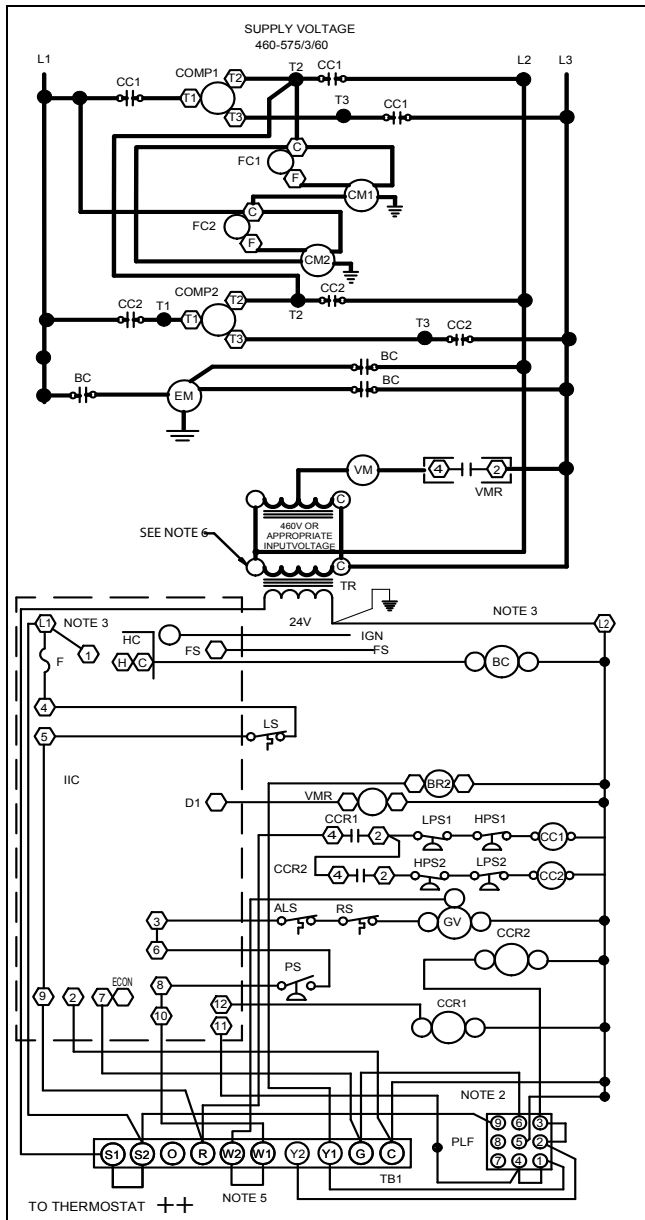 SUPPLY VOLTAGE
460-575/3/60
L1 L2 L3
CC1 COMP1 T2 T2 CC1
T1 T3 T3 CC1
C
FC1 F CM1
C
FC2 F CM2
COMP2 T2 T2 CC2
CC2 T1 T1 T3 T3 CC2
BC
BC EM BC
VM 4 2
VMR
C
460V OR
APPROPRIATE
INPUTVOLTAGE
SEE NOTE 6
C
TR
24V
L1 NOTE 3 NOTE 3 L2
HC IGN
1 FS FS
F H C BC
4
5 LS
IIC
BR2
D1 VMR
CCR1 LPS1 HPS1
4 2 CC1
CCR2 HPS2 LPS2
4 2 CC2
ALS RS
3 GV
CCR2
6
PS
ECON
9 2 7 8 12 CCR1
10 11
NOTE 2
9 6 3
PLF 8 5 2
7 4 1
S1 S2 O R W2 W1 Y2 Y1 G C
TB1
TO THERMOSTAT ++ NOTE 5